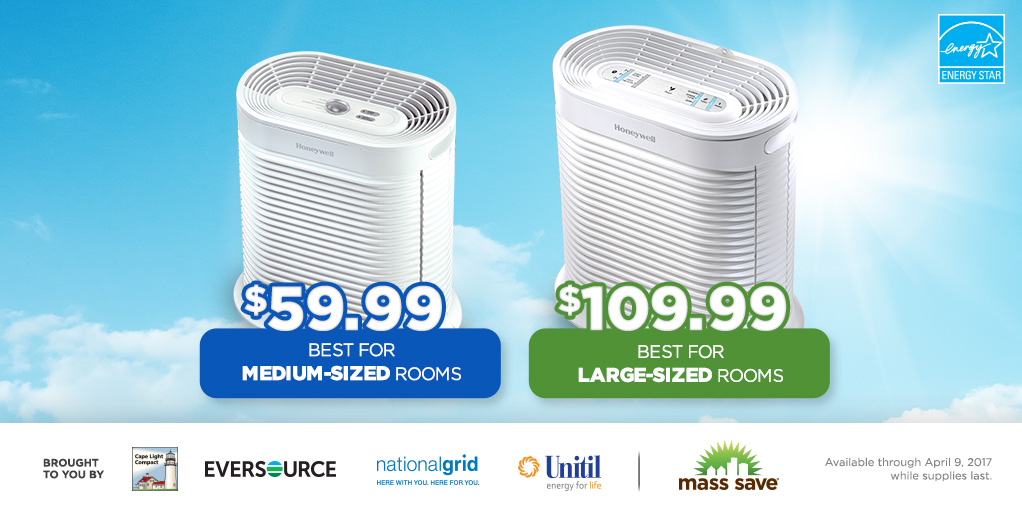 energy
ENERGY STAR
Honeywell
Honeywell
$59.99
BEST FOR
MEDIUM-SIZED ROOMS
$109.99
BEST FOR
LARGE-SIZED ROOMS
BROUGHT
TO YOU BY
Cape Light
Compact
EVERSOURCE
nationalgrid
HERE WITH YOU. HERE FOR YOU.
Unitil
energy for life
mass save
Available through April 9, 2017
while supplies last.